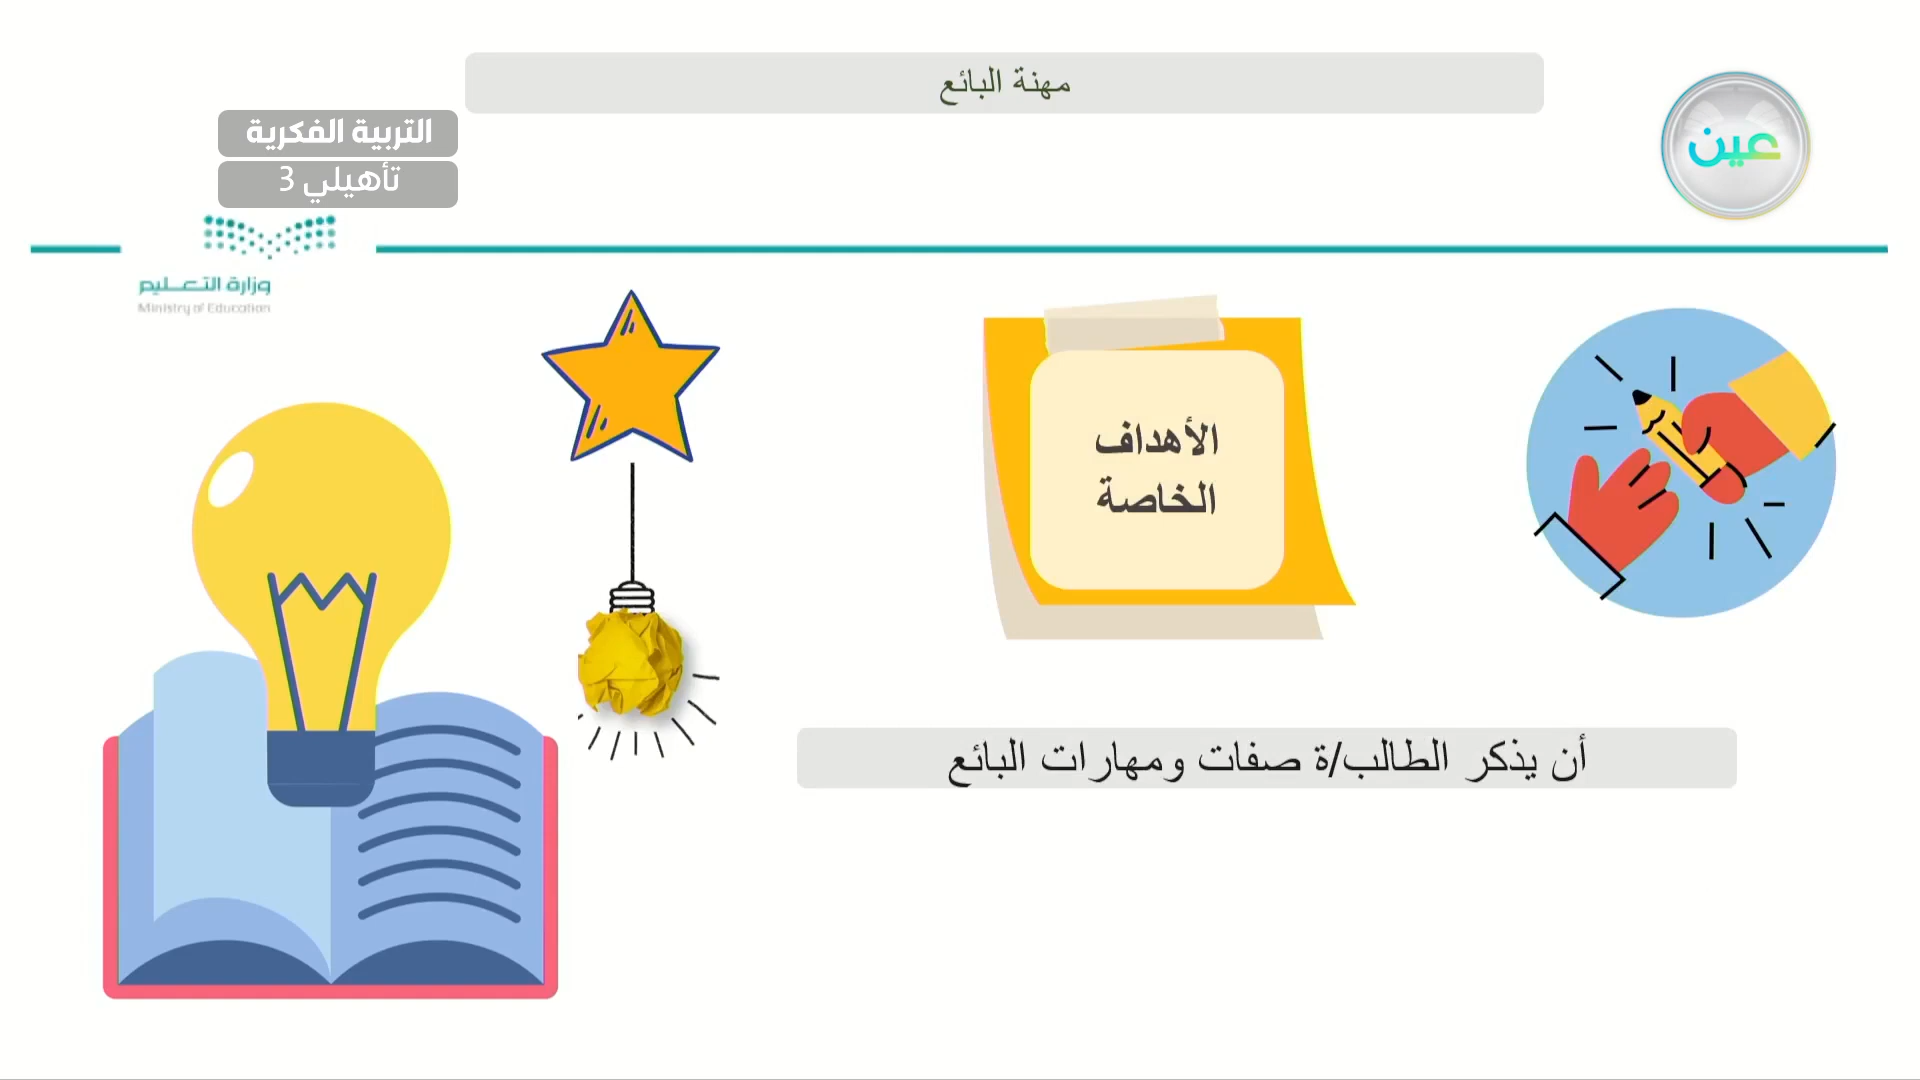 مهنة البائع
عين
التربية الفكرية
تأهيلي 3
وزارة التعليم
Ministry of Education
الأهداف
الخاصة
أن يذكر الطالب/ة صفات ومهارات البائع